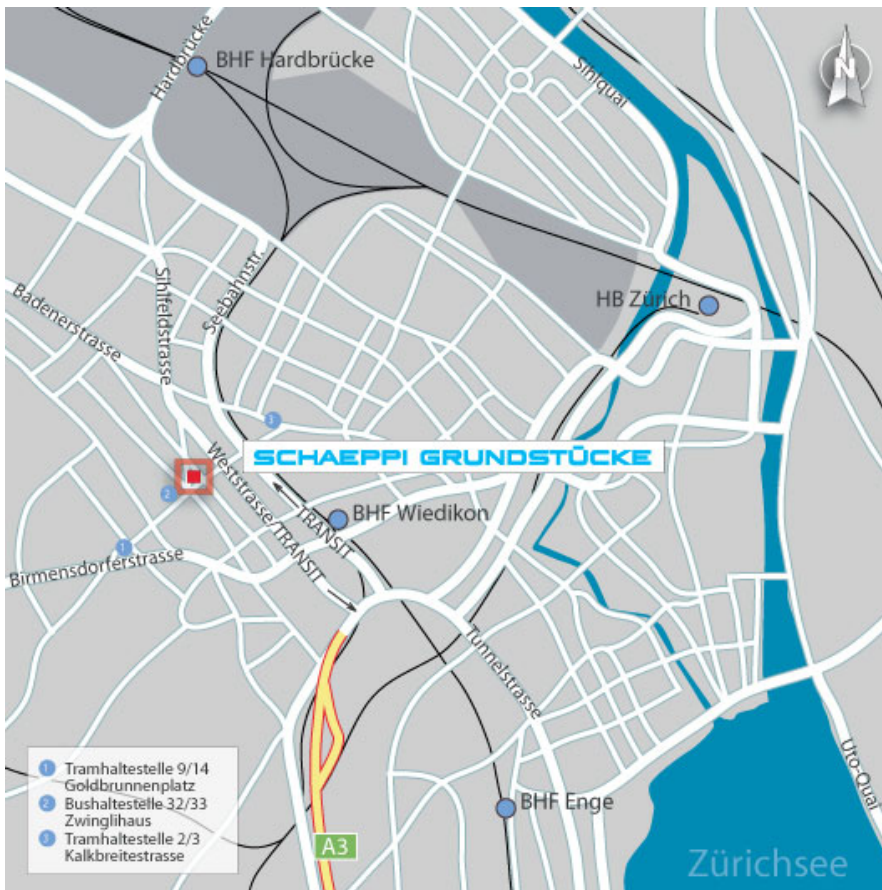 Hardbrücke
BHF Hardbrücke
Sihlquai
N
Seebahnstr.
Sihlfeldstrasse
Badenerstrasse
HB Zürich
3
SCHAEPPI GRUNDSTÜCKE
Weststrasse/TRANSIT
TRANSIT
2
BHF Wiedikon
1
Birmensdorferstrasse
Tunnelstrasse
Uto-Quai
BHF Enge
A3
Zürichsee
1 Tramhaltestelle 9/14
Goldbrunnenplatz
2 Bushaltestelle 32/33
Zwinglihaus
3 Tramhaltestelle 2/3
Kalkbreitestrasse